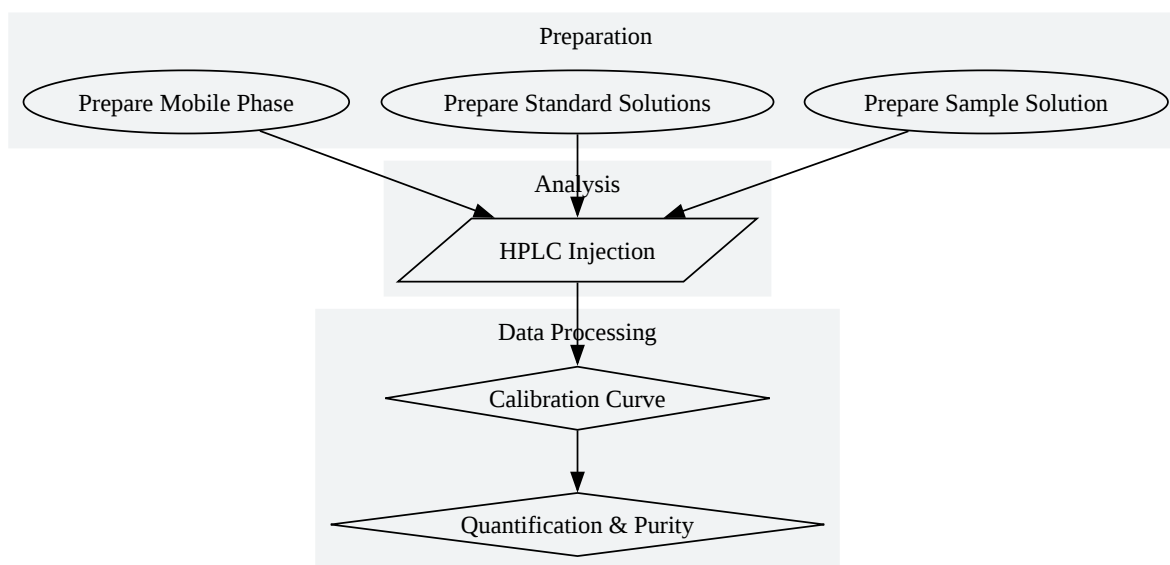 Preparation
Prepare Mobile Phase
Prepare Standard Solutions
Prepare Sample Solution
Analysis
HPLC Injection
Data Processing
Calibration Curve
Quantification & Purity